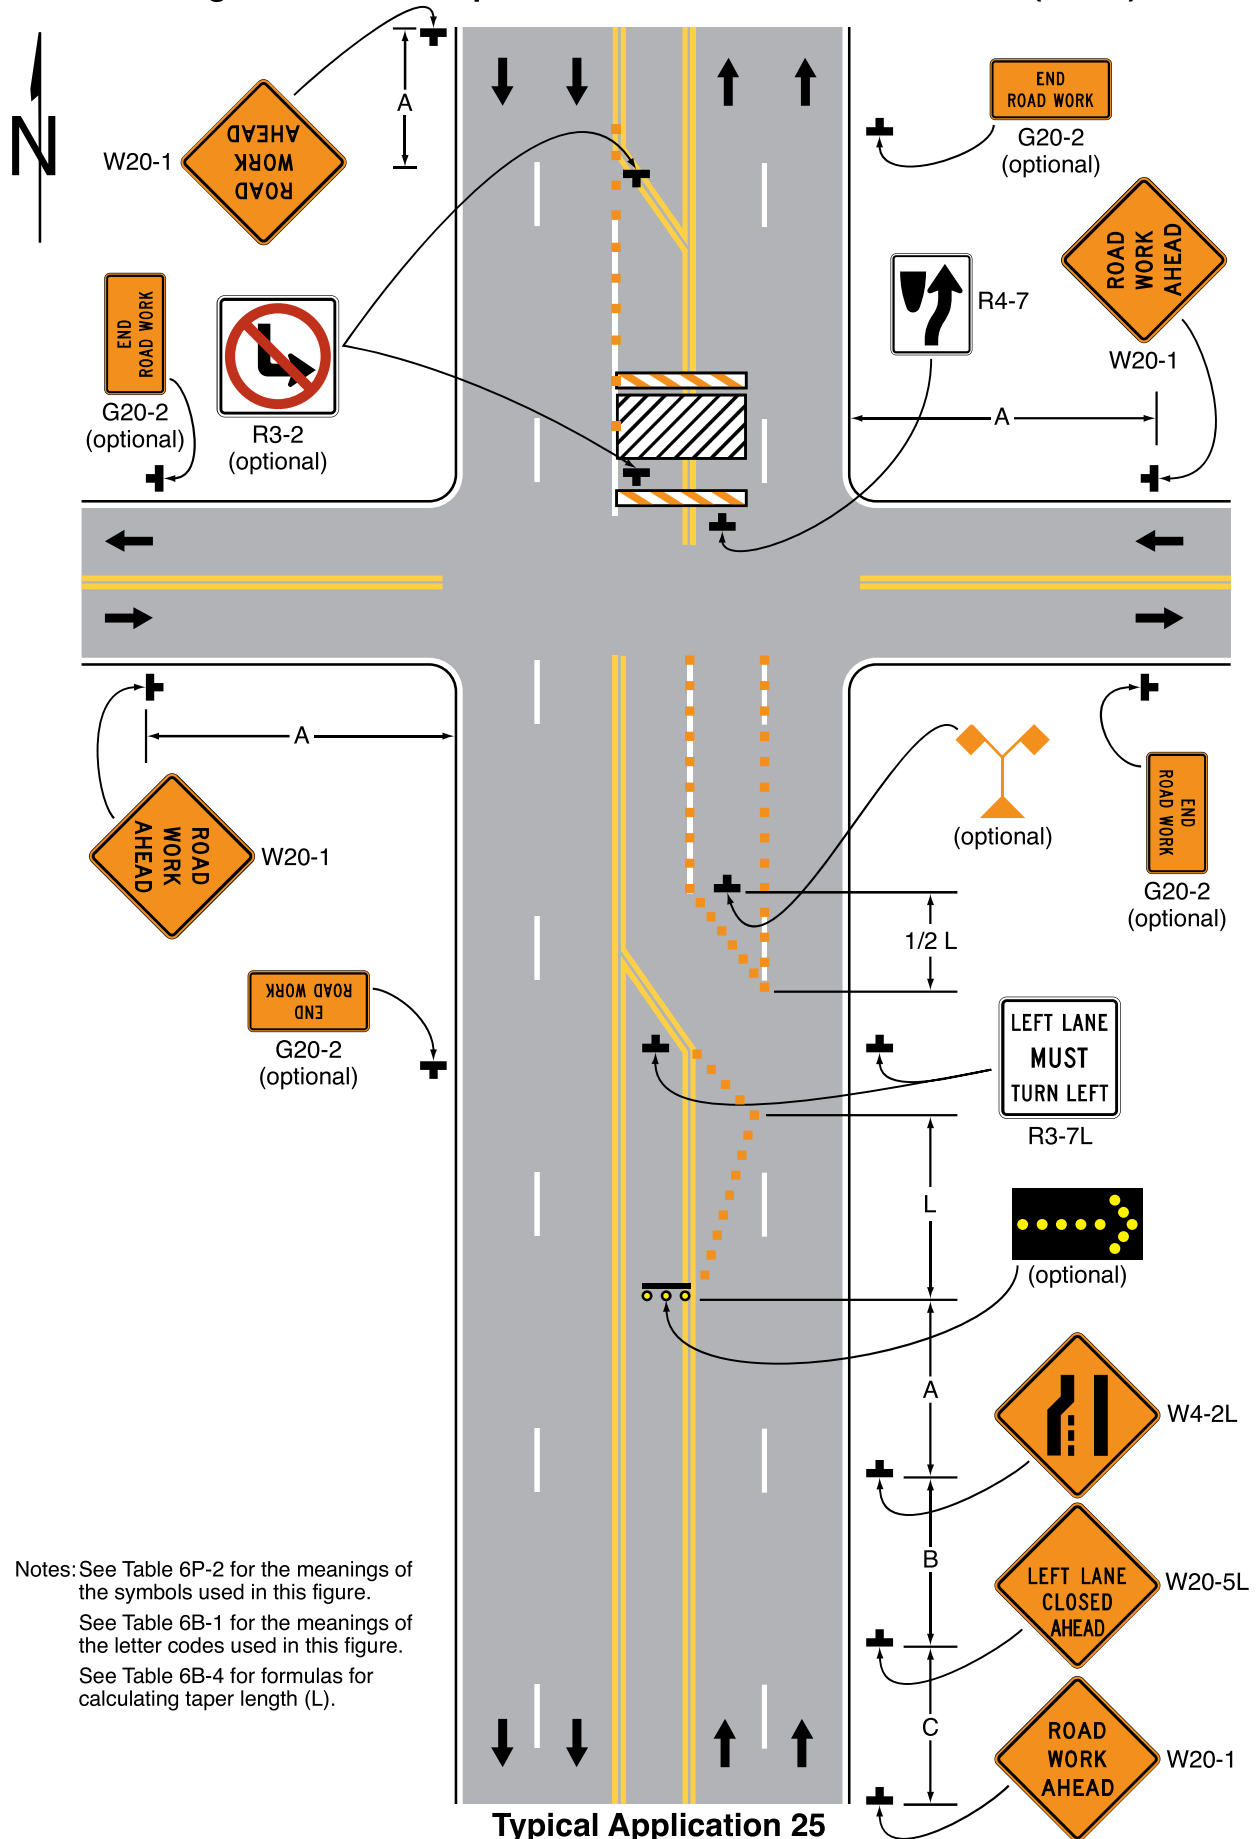 N
ROAD
WORK
AHEAD
W20-1
A
END
ROAD WORK
G20-2
(optional)
ROAD
WORK
AHEAD
W20-1
A
R4-7
END
ROAD WORK
G20-2
(optional)
R3-2
(optional)
A
ROAD
WORK
AHEAD
W20-1
(optional)
END
ROAD WORK
G20-2
(optional)
1/2 L
END
ROAD WORK
G20-2
(optional)
LEFT LANE
MUST
TURN LEFT
R3-7L
L
(optional)
A
W4-2L
B
LEFT LANE
CLOSED
AHEAD
W20-5L
C
ROAD
WORK
AHEAD
W20-1
Notes: See Table 6P-2 for the meanings of
the symbols used in this figure.
See Table 6B-1 for the meanings of
the letter codes used in this figure.
See Table 6B-4 for formulas for
calculating taper length (L).
Typical Application 25